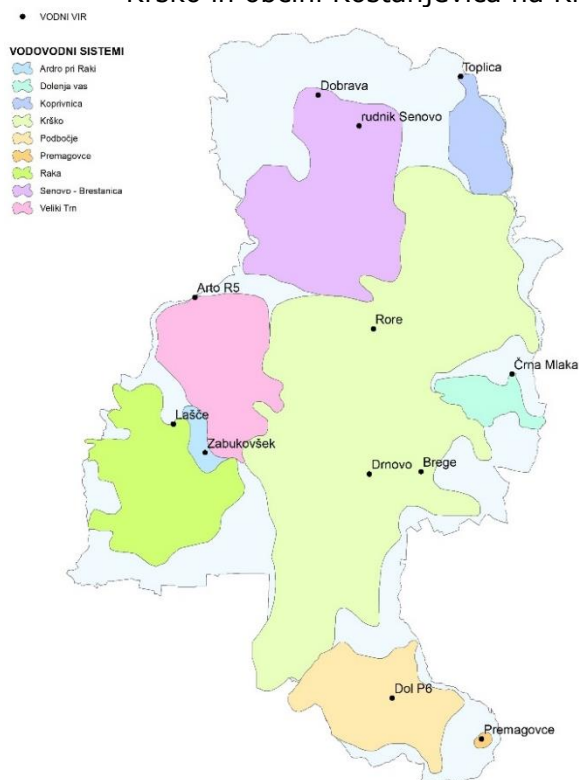 Krško in občini Kostanjevica na K
VODNI VIR
VODOVODNI SISTEMI
Ardro pri Raki
Dolenja vas
Koprivnica
Krško
Podbočje
Premagovce
Raka
Senovo - Brestanica
Veliki Trn
Toplica
Dobrava
rudnik Senovo
Arto R5
Rore
Črna Mlaka
Lašče
Zabukovšek
Drnovo
Brege
Dol P6
Premagovce